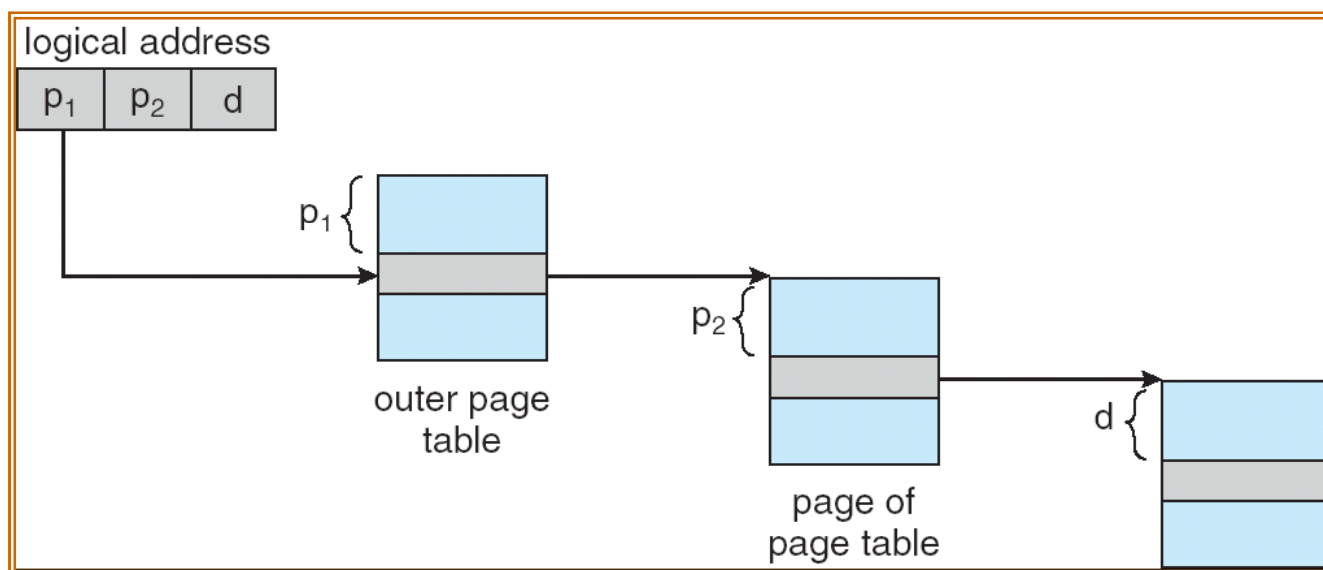 logical address
p₁ p₂ d
p₁
outer page
table
p₂
page of
page table
d